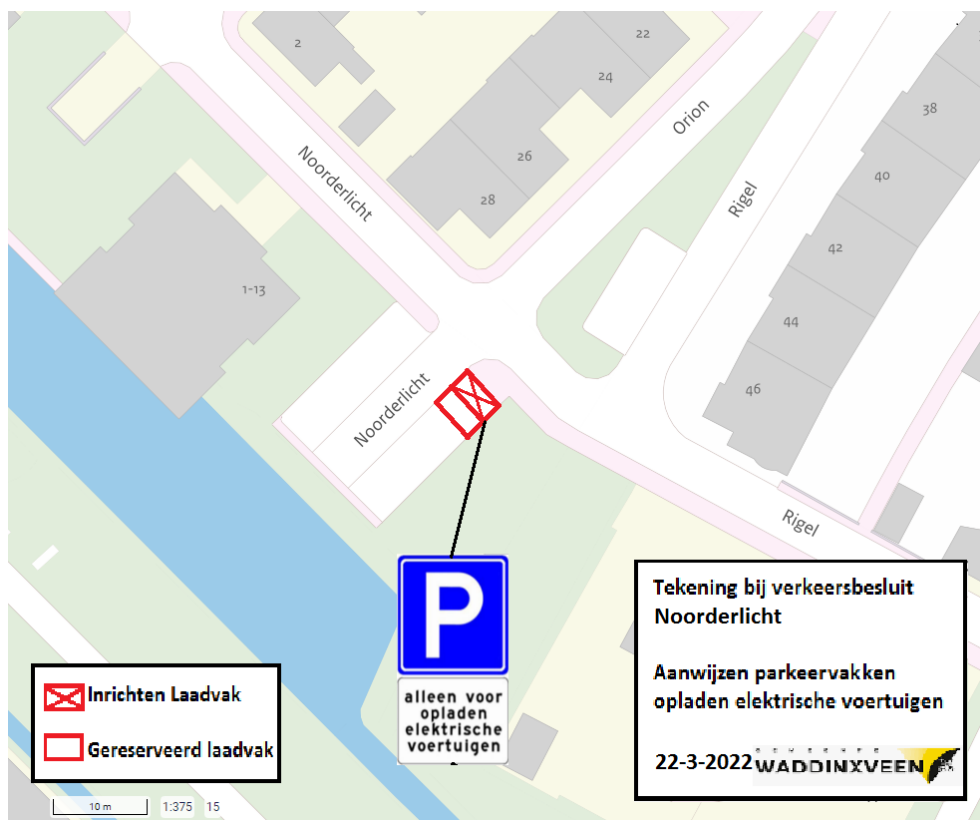 2
22
24
Orion
38
Noorderlicht
26
40
28
Rigel
42
1-13
44
46
Noorderlicht
Rigel
P
alleen voor
opladen
elektrische
voertuigen
Inrichten Laadvak
Gereserveerd laadvak
Tekening bij verkeersbesluit
Noorderlicht
Aanwijzen parkeervakken
opladen elektrische voertuigen
22-3-2022
GEMEENTE
WADDINXVEEN
10 m
1:375
15